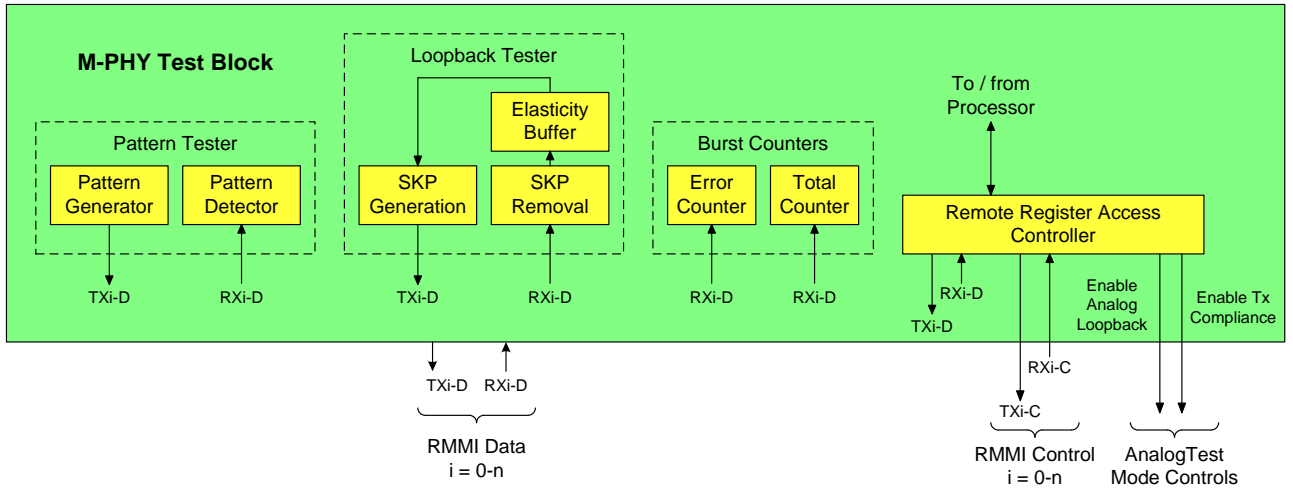 M-PHY Test Block
Pattern Tester
Pattern
Generator
Pattern
Detector
TXi-D
RXi-D
Loopback Tester
Elasticity
Buffer
SKP
Generation
SKP
Removal
TXi-D
RXi-D
Burst Counters
Error
Counter
Total
Counter
RXi-D
RXi-D
To / from
Processor
Remote Register Access
Controller
RXi-D
TXi-D
Enable
Analog
Loopback
Enable Tx
Compliance
TXi-D
RXi-D
RMMI Data
i = 0-n
RXi-C
TXi-C
RMMI Control
i = 0-n
AnalogTest
Mode Controls